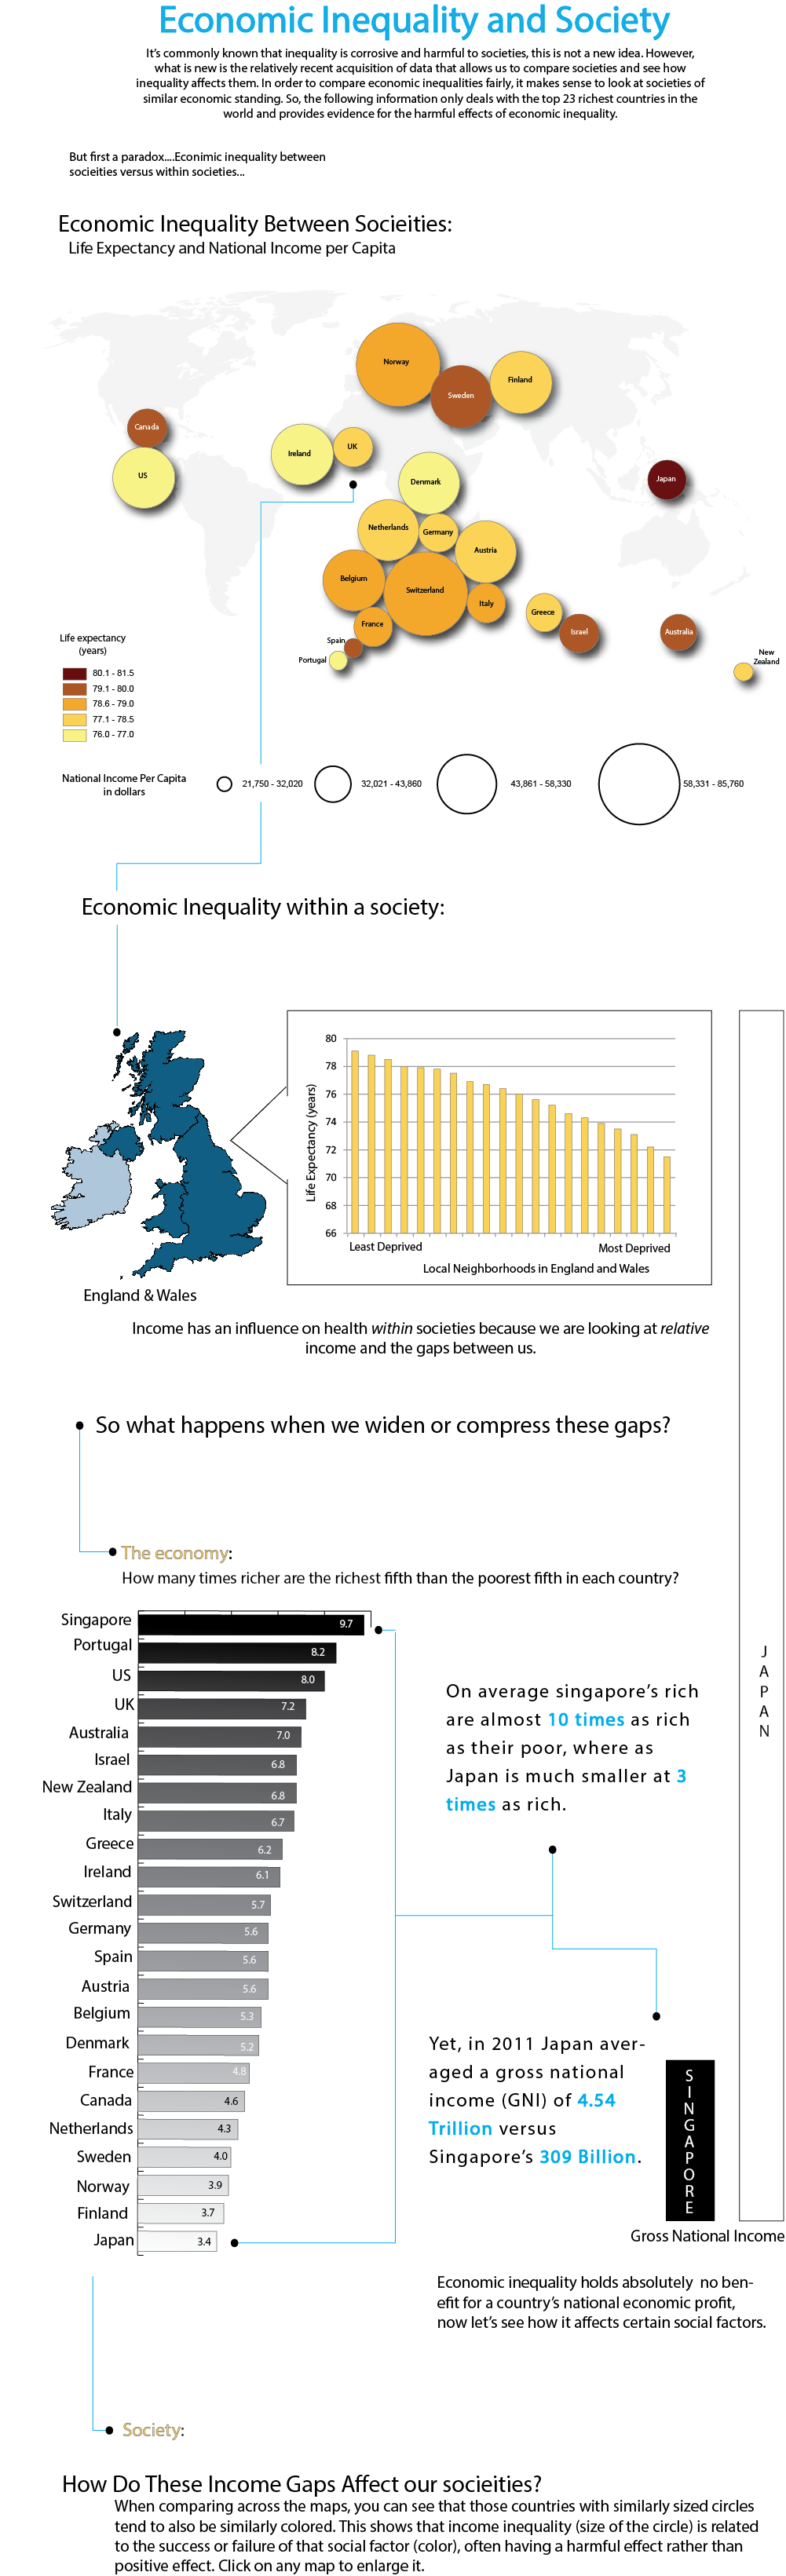 Economic Inequality and Society
It's commonly known that inequality is corrosive and harmful to societies, this is not a new idea. However,
what is new is the relatively recent acquisition of data that allows us to compare societies and see how
inequality affects them. In order to compare economic inequalities fairly, it makes sense to look at societies of
similar economic standing. So, the following information only deals with the top 23 richest countries in the
world and provides evidence for the harmful effects of economic inequality.
But first a paradox....Econimic inequality between
socieities versus within societies...
Economic Inequality Between Socieities:
Life Expectancy and National Income per Capita
Norway
Finland
Sweden
Canada
UK
Ireland
US
Denmark
Japan
Netherlands
Germany
Austria
Belgium
Switzerland
Italy
Greece
France
Israel
Australia
Spain
Portugal
New
Zealand
Life expectancy
(years)
80.1 - 81.5
79.1 - 80.0
78.6 - 79.0
77.1 - 78.5
76.0 - 77.0
National Income Per Capita
in dollars
21,750 - 32,020
32,021 - 43,860
43,861 - 58,330
58,331 - 85,760
Economic Inequality within a society:
80
78
76
74
72
70
68
66
Life Expectancy (years)
Least Deprived
Most Deprived
Local Neighborhoods in England and Wales
England & Wales
Income has an influence on health within societies because we are looking at relative
income and the gaps between us.
So what happens when we widen or compress these gaps?
The economy:
How many times richer are the richest fifth than the poorest fifth in each country?
Singapore 9.7
Portugal 8.2
US 8.0
UK 7.2
Australia 7.0
Israel 6.8
New Zealand 6.8
Italy 6.7
Greece 6.2
Ireland 6.1
Switzerland 5.7
Germany 5.6
Spain 5.6
Austria 5.6
Belgium 5.3
Denmark 5.2
France 4.8
Canada 4.6
Netherlands 4.3
Sweden 4.0
Norway 3.9
Finland 3.7
Japan 3.4
On average singapore's rich
are almost 10 times as rich
as their poor, where as
Japan is much smaller at 3
times as rich.
Yet, in 2011 Japan aver-
aged a gross national
income (GNI) of 4.54
Trillion versus
Singapore's 309 Billion.
SINGAPORE
JAPAN
Gross National Income
Economic inequality holds absolutely no ben-
efit for a country's national economic profit,
now let's see how it affects certain social factors.
Society:
How Do These Income Gaps Affect our socieities?
When comparing across the maps, you can see that those countries with similarly sized circles
tend to also be similarly colored. This shows that income inequality (size of the circle) is related
to the success or failure of that social factor (color), often having a harmful effect rather than
positive effect. Click on any map to enlarge it.